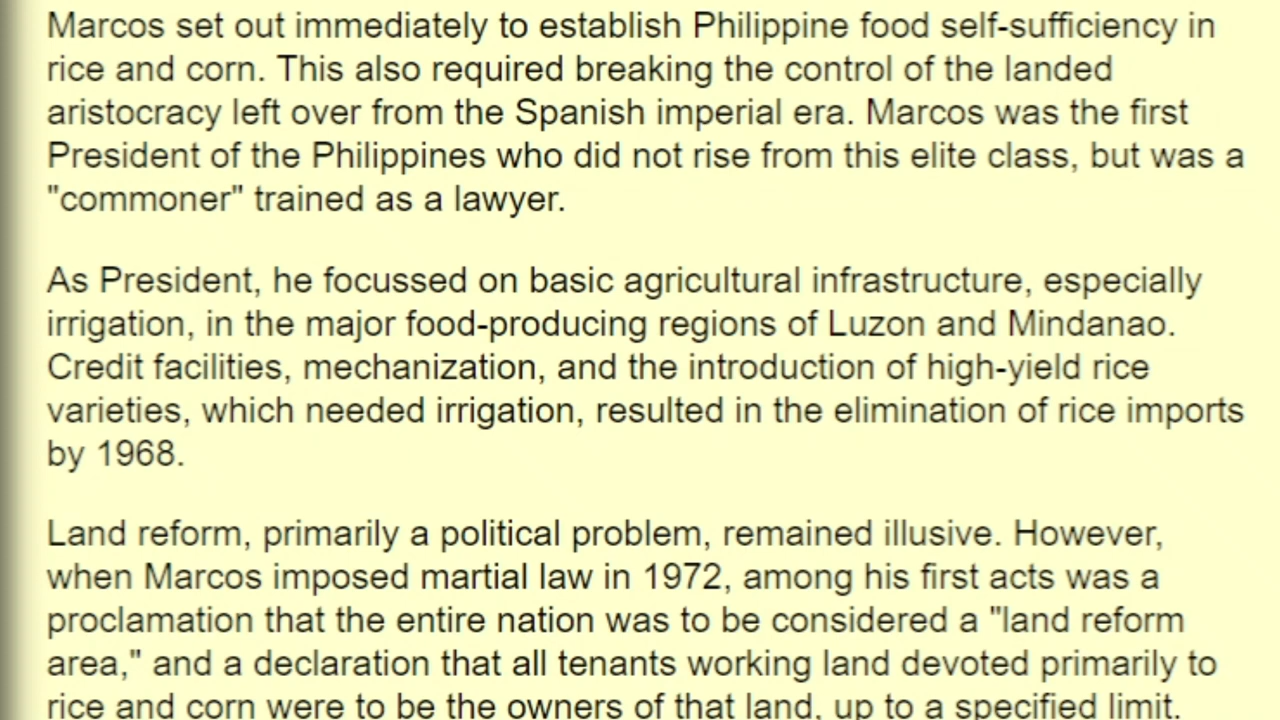 Marcos set out immediately to establish Philippine food self-sufficiency in
rice and corn. This also required breaking the control of the landed
aristocracy left over from the Spanish imperial era. Marcos was the first
President of the Philippines who did not rise from this elite class, but was a
"commoner" trained as a lawyer.
As President, he focussed on basic agricultural infrastructure, especially
irrigation, in the major food-producing regions of Luzon and Mindanao.
Credit facilities, mechanization, and the introduction of high-yield rice
varieties, which needed irrigation, resulted in the elimination of rice imports
by 1968.
Land reform, primarily a political problem, remained illusive. However,
when Marcos imposed martial law in 1972, among his first acts was a
proclamation that the entire nation was to be considered a "land reform
area," and a declaration that all tenants working land devoted primarily to
rice and corn were to be the owners of that land, up to a specified limit.